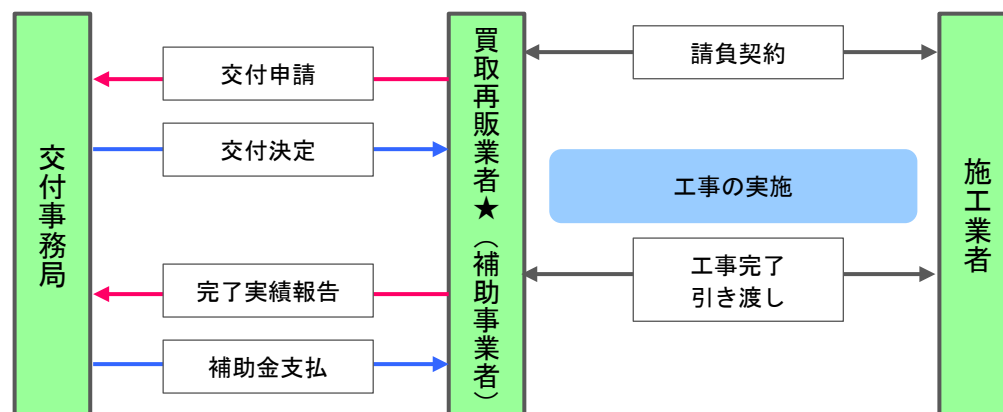 交付事務局
交付申請
交付決定
完了実績報告
補助金支払
買取再販業者★（補助事業者）
請負契約
工事の実施
工事完了
引き渡し
施工業者